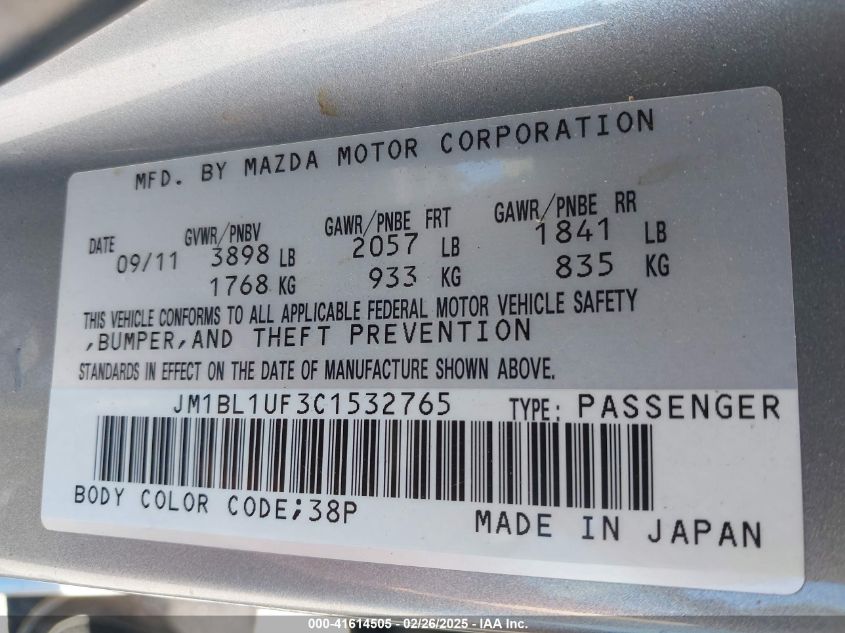 MFD. BY MAZDA MOTOR CORPORATION
DATE GVWR/PNBV GAWR/PNBE FRT GAWR/PNBE RR
09/11 3898 LB 2057 LB 1841 LB
1768 KG 933 KG 835 KG
THIS VEHICLE CONFORMS TO ALL APPLICABLE FEDERAL MOTOR VEHICLE SAFETY
,BUMPER,AND THEFT PREVENTION
STANDARDS IN EFFECT ON THE DATE OF MANUFACTURE SHOWN ABOVE.
JM1BL1UF3C1532765 TYPE: PASSENGER
BODY COLOR CODE;38P
MADE IN JAPAN
000-41614505 - 02/26/2025 - IAA Inc.